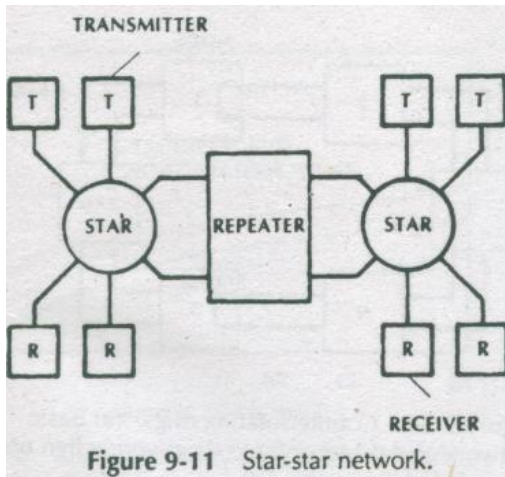 TRANSMITTER
T T T T
STAR REPEATER STAR
R R R R
RECEIVER
Figure 9-11 Star-star network.